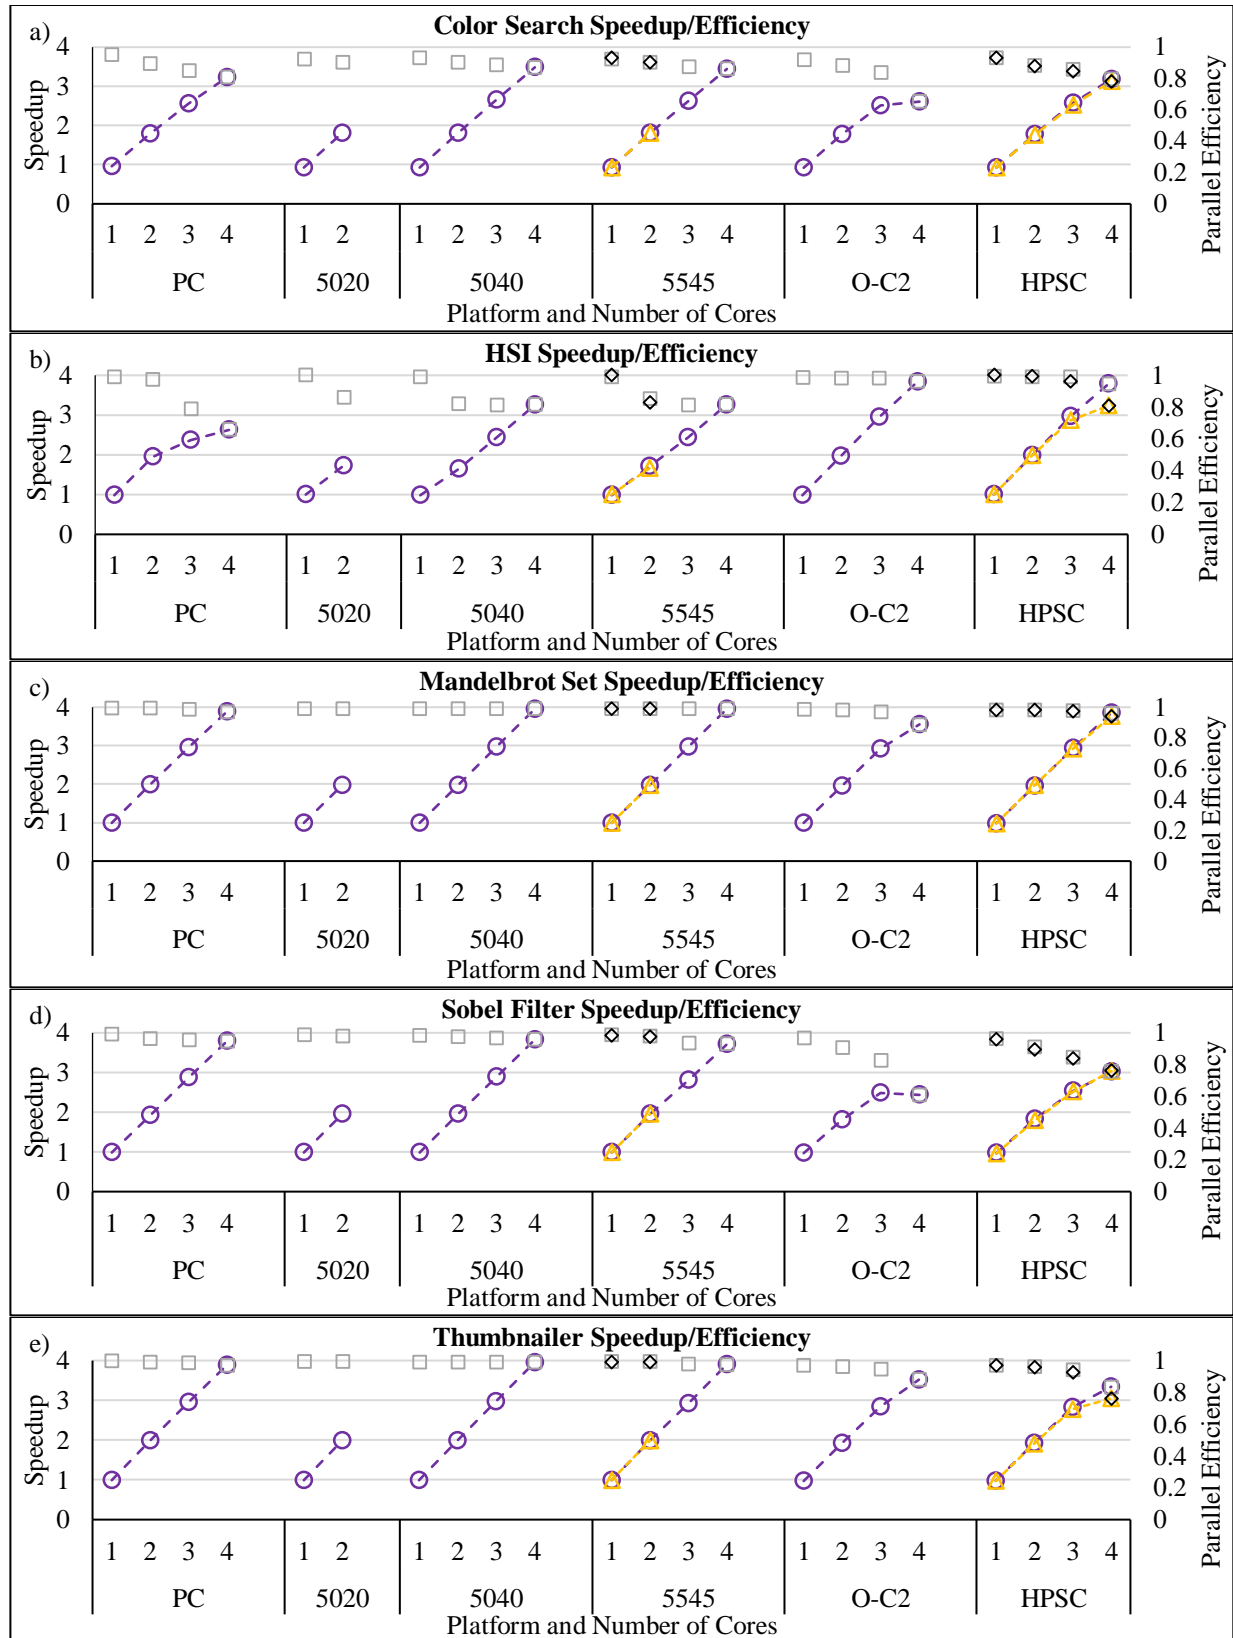 a)
Color Search Speedup/Efficiency
4 1
3 0.8
2 0.6
1 0.4
0 0.2
0
Speedup
Parallel Efficiency
1 2 3 4 1 2 1 2 3 4 1 2 3 4 1 2 3 4 1 2 3 4
PC 5020 5040 5545 O-C2 HPSC
Platform and Number of Cores
b)
HSI Speedup/Efficiency
4 1
3 0.8
2 0.6
1 0.4
0 0.2
0
Speedup
Parallel Efficiency
1 2 3 4 1 2 1 2 3 4 1 2 3 4 1 2 3 4 1 2 3 4
PC 5020 5040 5545 O-C2 HPSC
Platform and Number of Cores
c)
Mandelbrot Set Speedup/Efficiency
4 1
3 0.8
2 0.6
1 0.4
0 0.2
0
Speedup
Parallel Efficiency
1 2 3 4 1 2 1 2 3 4 1 2 3 4 1 2 3 4 1 2 3 4
PC 5020 5040 5545 O-C2 HPSC
Platform and Number of Cores
d)
Sobel Filter Speedup/Efficiency
4 1
3 0.8
2 0.6
1 0.4
0 0.2
0
Speedup
Parallel Efficiency
1 2 3 4 1 2 1 2 3 4 1 2 3 4 1 2 3 4 1 2 3 4
PC 5020 5040 5545 O-C2 HPSC
Platform and Number of Cores
e)
Thumbnailer Speedup/Efficiency
4 1
3 0.8
2 0.6
1 0.4
0 0.2
0
Speedup
Parallel Efficiency
1 2 3 4 1 2 1 2 3 4 1 2 3 4 1 2 3 4 1 2 3 4
PC 5020 5040 5545 O-C2 HPSC
Platform and Number of Cores